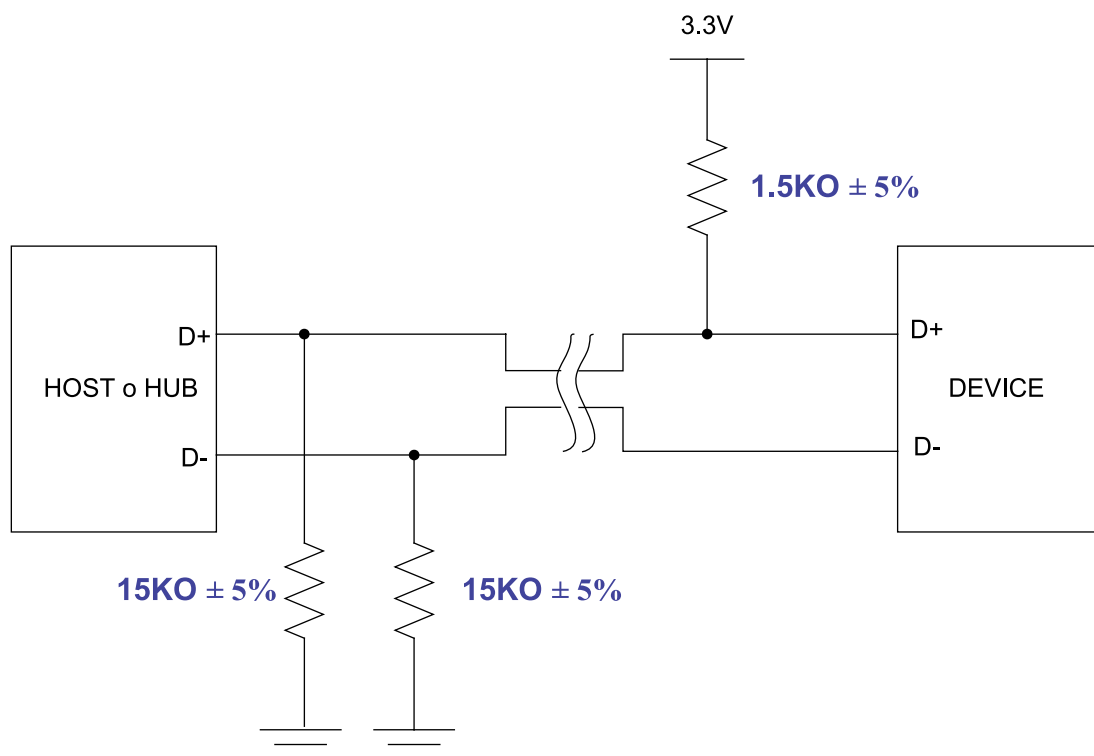 3.3V
1.5KO ± 5%
D+
D+
HOST o HUB
DEVICE
D-
D-
15KO ± 5%
15KO ± 5%